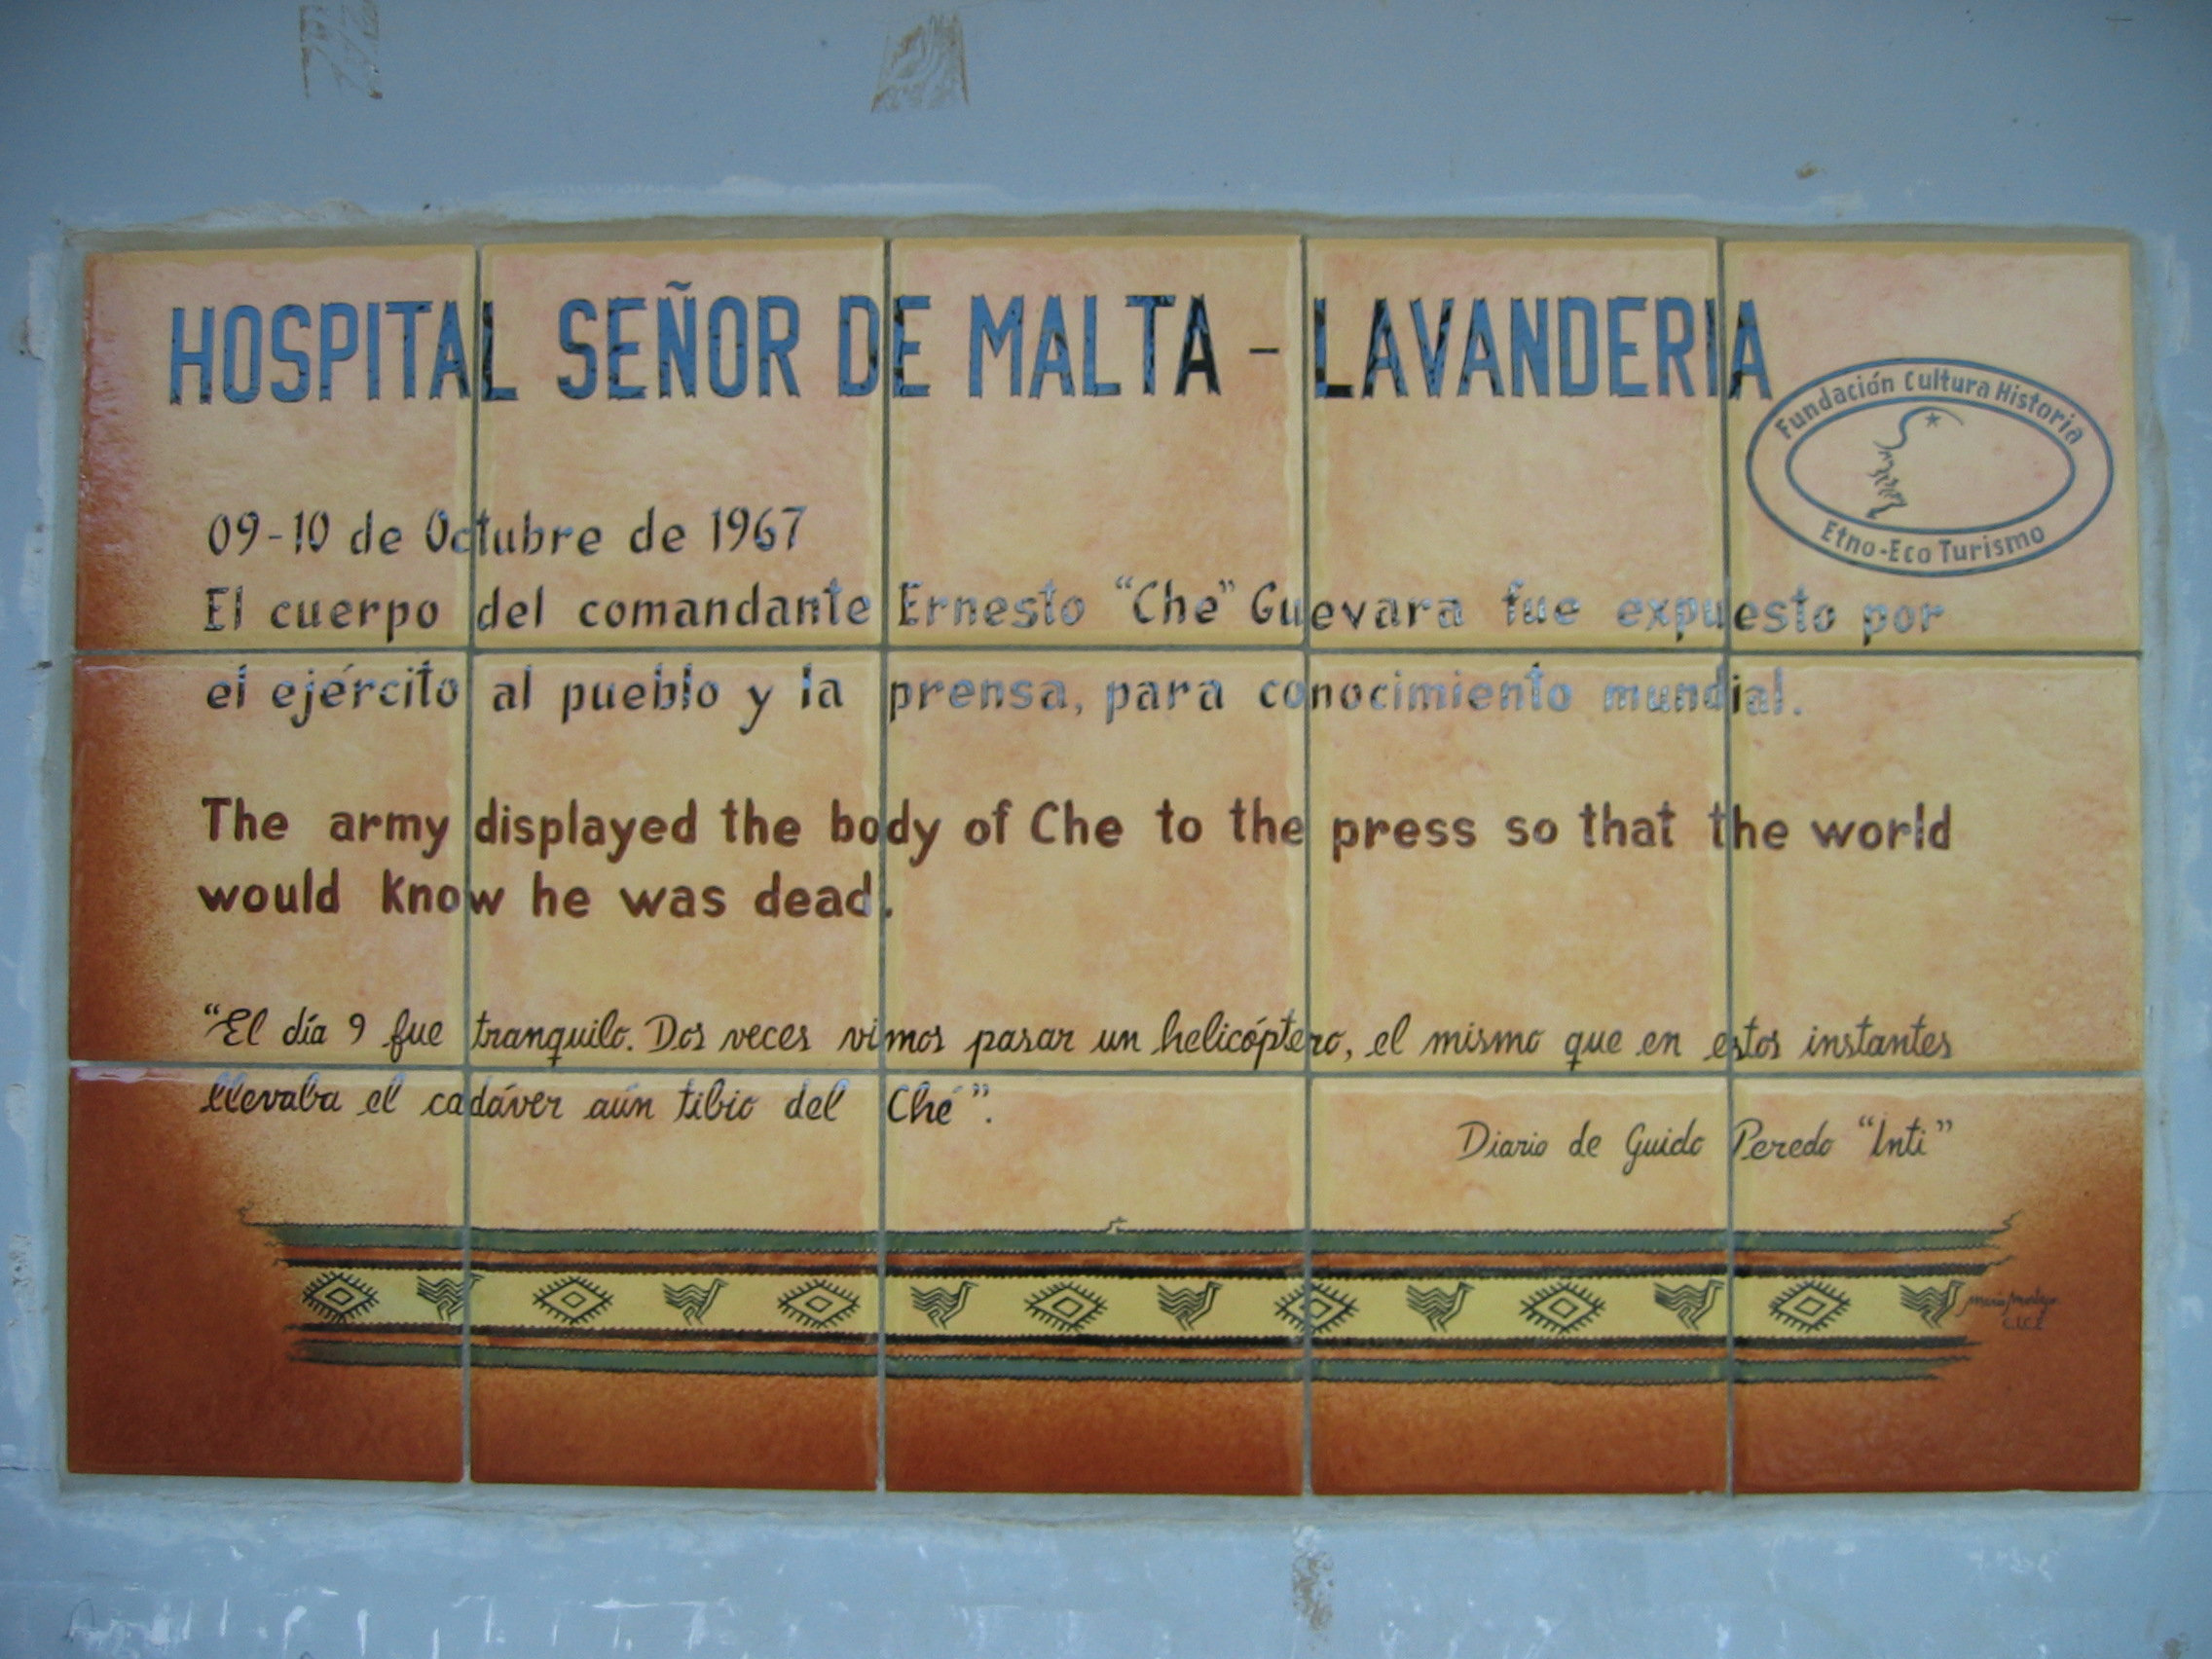 HOSPITAL SEÑOR DE MALTA - LAVANDERIA
Fundación Cultura Historia
Etno-Eco Turismo
09-10 de Octubre de 1967
El cuerpo del comandante Ernesto "Che" Guevara fue expuesto por
el ejército al pueblo y la prensa, para conocimiento mundial.
The army displayed the body of Che to the press so that the world
would know he was dead.
"El día 9 fue tranquilo. Dos veces vimos pasar un helicóptero, el mismo que en estos instantes
llevaba el cadáver aún tibio del Ché".
Diario de Guido Peredo "Inti"